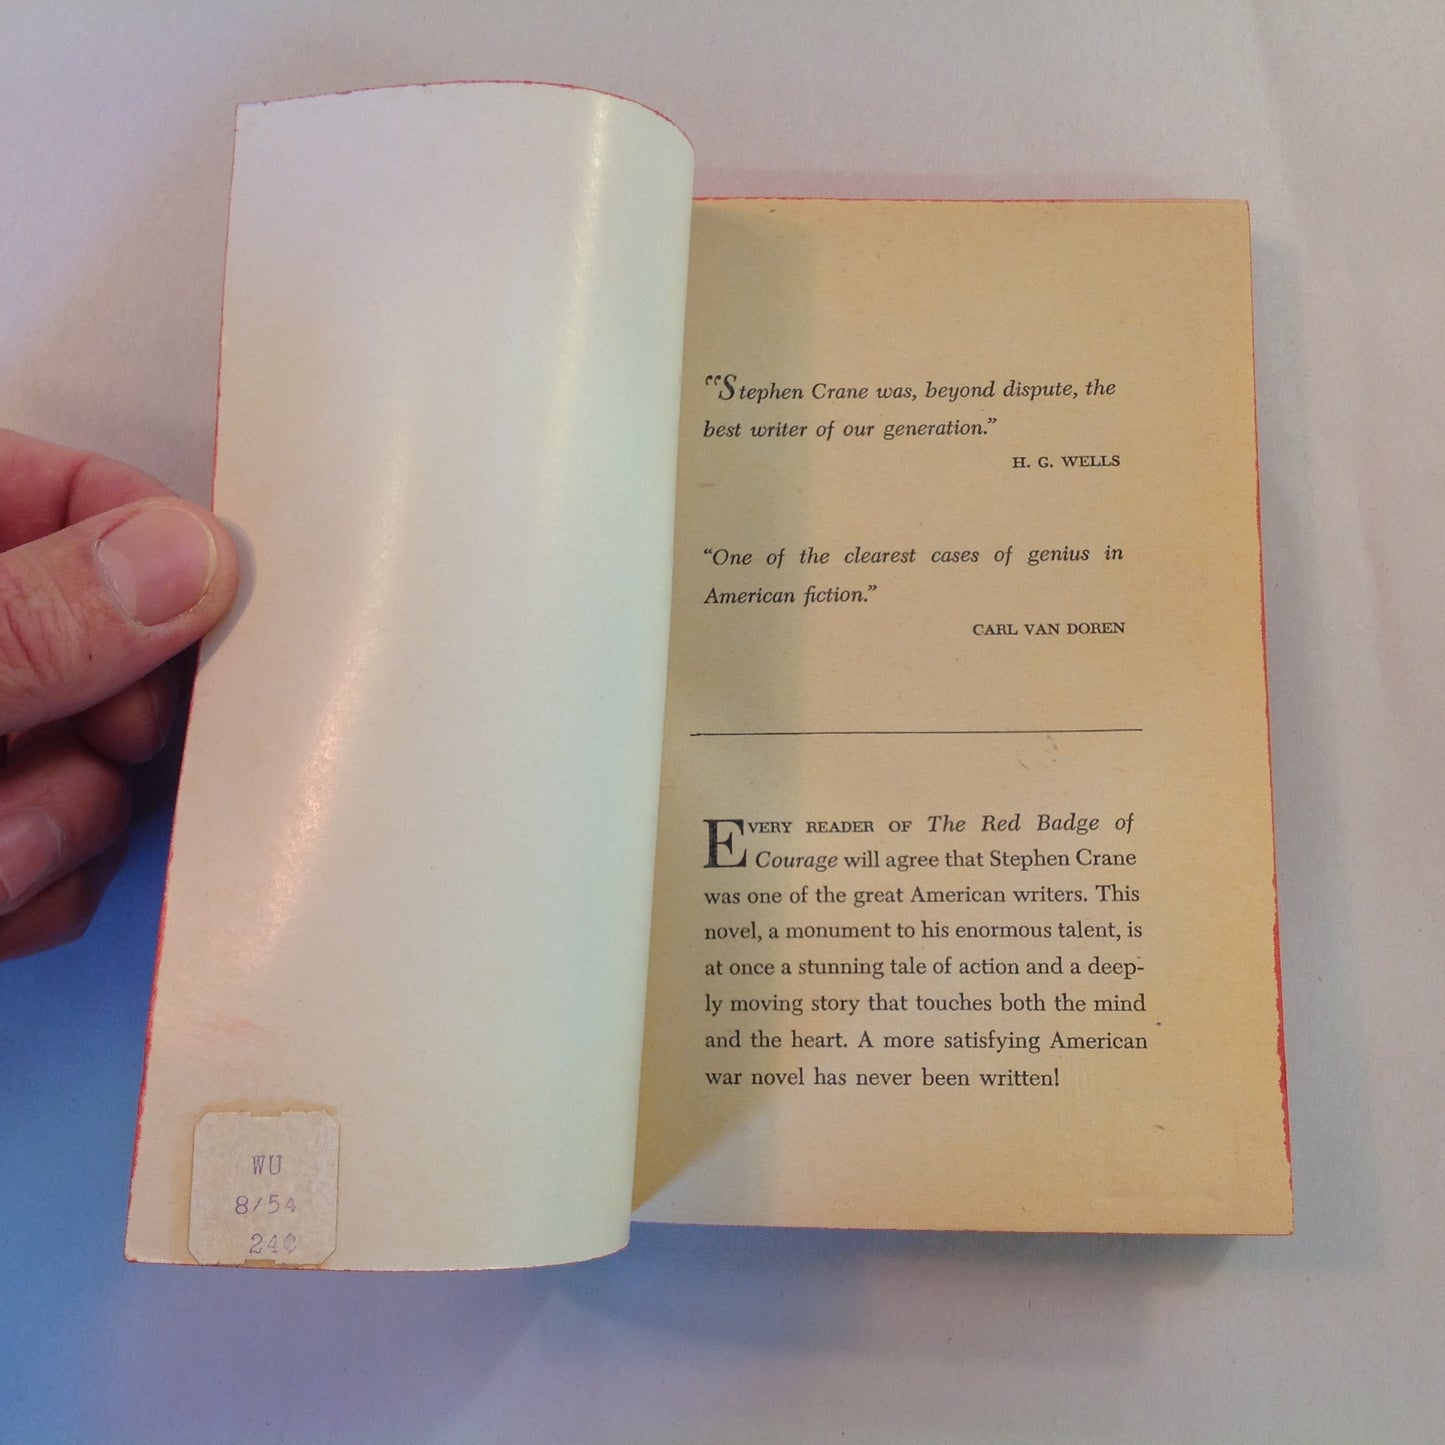 WU
8/54
24¢
“Stephen Crane was, beyond dispute, the
best writer of our generation.”
H. G. WELLS
“One of the clearest cases of genius in
American fiction.”
CARL VAN DOREN
EVERY READER OF The Red Badge of
Courage will agree that Stephen Crane
was one of the great American writers. This
novel, a monument to his enormous talent, is
at once a stunning tale of action and a deep-
ly moving story that touches both the mind
and the heart. A more satisfying American
war novel has never been written!